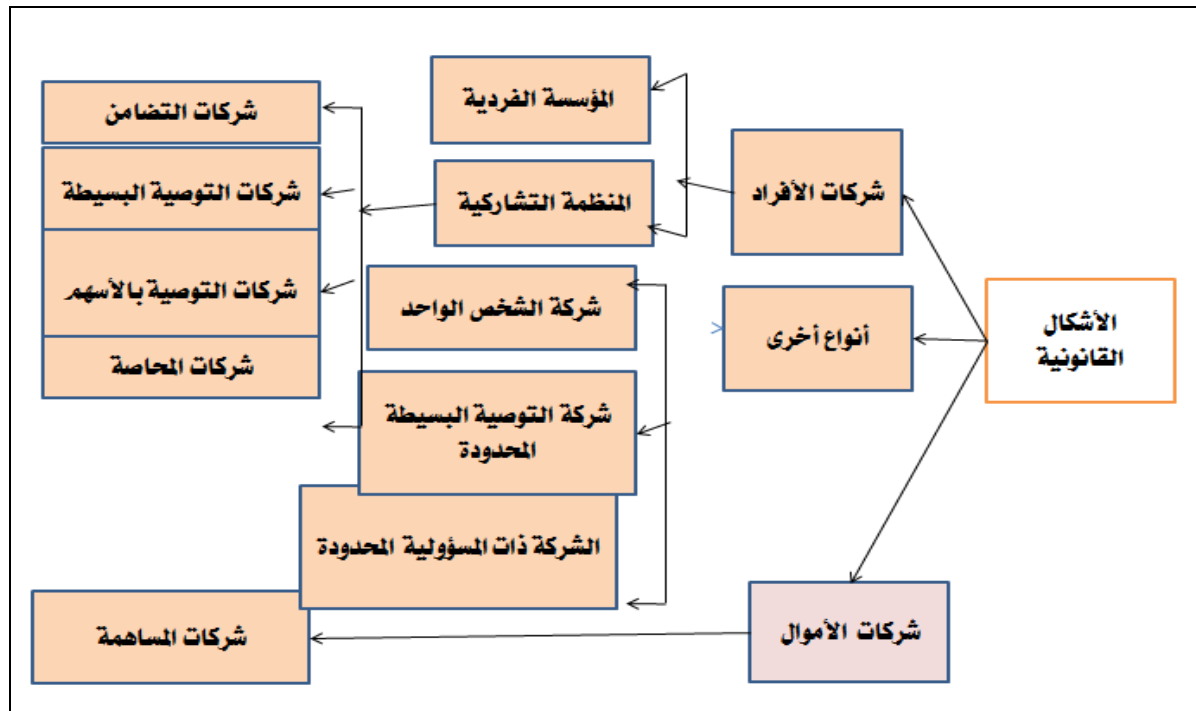 الأشكال
القانونية
شركات الأفراد
أنواع أخرى
شركات الأموال
المؤسسة الفردية
المنظمة التشاركية
شركة الشخص الواحد
شركة التوصية البسيطة
المحدودة
الشركة ذات المسؤولية المحدودة
شركات التضامن
شركات التوصية البسيطة
شركات التوصية بالأسهم
شركات المحاصة
شركات المساهمة